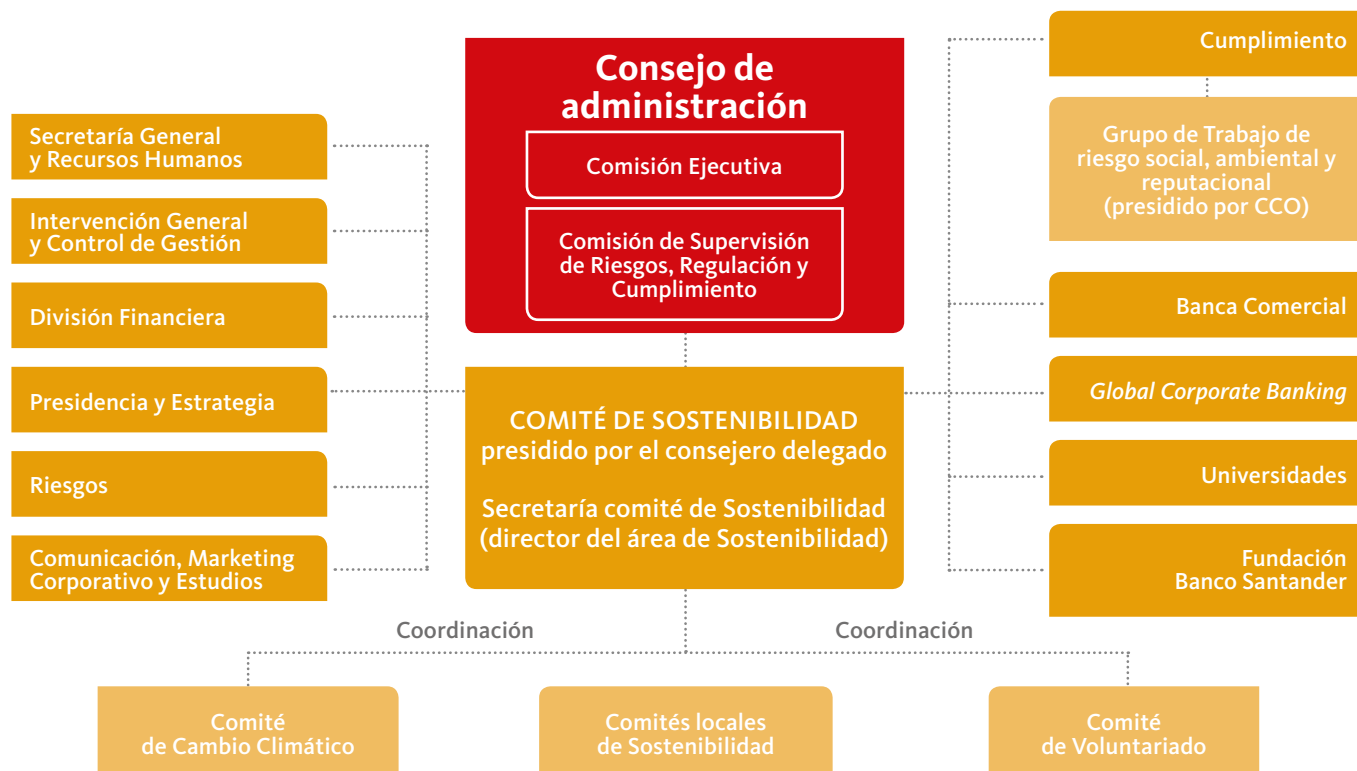 Consejo de
administración
Comisión Ejecutiva
Comisión de Supervisión
de Riesgos, Regulación y
Cumplimiento
Secretaría General
y Recursos Humanos
Intervención General
y Control de Gestión
División Financiera
Presidencia y Estrategia
Riesgos
Comunicación, Marketing
Corporativo y Estudios
COMITÉ DE SOSTENIBILIDAD
presidido por el consejero delegado
Secretaría comité de Sostenibilidad
(director del área de Sostenibilidad)
Cumplimiento
Grupo de Trabajo de
riesgo social, ambiental y
reputacional
(presidido por CCO)
Banca Comercial
Global Corporate Banking
Universidades
Fundación
Banco Santander
Coordinación
Coordinación
Comité
de Cambio Climático
Comités locales
de Sostenibilidad
Comité
de Voluntariado